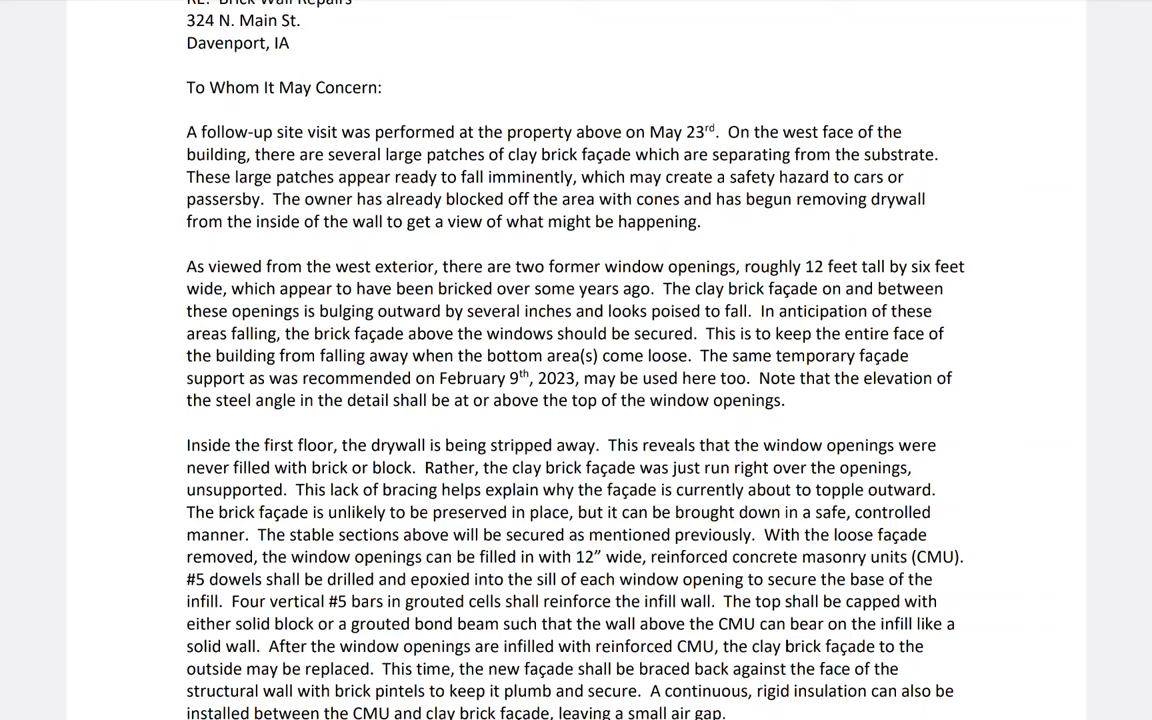 RE: Brick Wall Repairs
324 N. Main St.
Davenport, IA
To Whom It May Concern:
A follow-up site visit was performed at the property above on May 23rd.  On the west face of the
building, there are several large patches of clay brick façade which are separating from the substrate.
These large patches appear ready to fall imminently, which may create a safety hazard to cars or
passersby.  The owner has already blocked off the area with cones and has begun removing drywall
from the inside of the wall to get a view of what might be happening.
As viewed from the west exterior, there are two former window openings, roughly 12 feet tall by six feet
wide, which appear to have been bricked over some years ago.  The clay brick façade on and between
these openings is bulging outward by several inches and looks poised to fall.  In anticipation of these
areas falling, the brick façade above the windows should be secured.  This is to keep the entire face of
the building from falling away when the bottom area(s) come loose.  The same temporary façade
support as was recommended on February 9th, 2023, may be used here too.  Note that the elevation of
the steel angle in the detail shall be at or above the top of the window openings.
Inside the first floor, the drywall is being stripped away.  This reveals that the window openings were
never filled with brick or block.  Rather, the clay brick façade was just run right over the openings,
unsupported.  This lack of bracing helps explain why the façade is currently about to topple outward.
The brick façade is unlikely to be preserved in place, but it can be brought down in a safe, controlled
manner.  The stable sections above will be secured as mentioned previously.  With the loose façade
removed, the window openings can be filled in with 12” wide, reinforced concrete masonry units (CMU).
#5 dowels shall be drilled and epoxied into the sill of each window opening to secure the base of the
infill.  Four vertical #5 bars in grouted cells shall reinforce the infill wall.  The top shall be capped with
either solid block or a grouted bond beam such that the wall above the CMU can bear on the infill like a
solid wall.  After the window openings are infilled with reinforced CMU, the clay brick façade to the
outside may be replaced.  This time, the new façade shall be braced back against the face of the
structural wall with brick pintels to keep it plumb and secure.  A continuous, rigid insulation can also be
installed between the CMU and clay brick facade, leaving a small air gap.